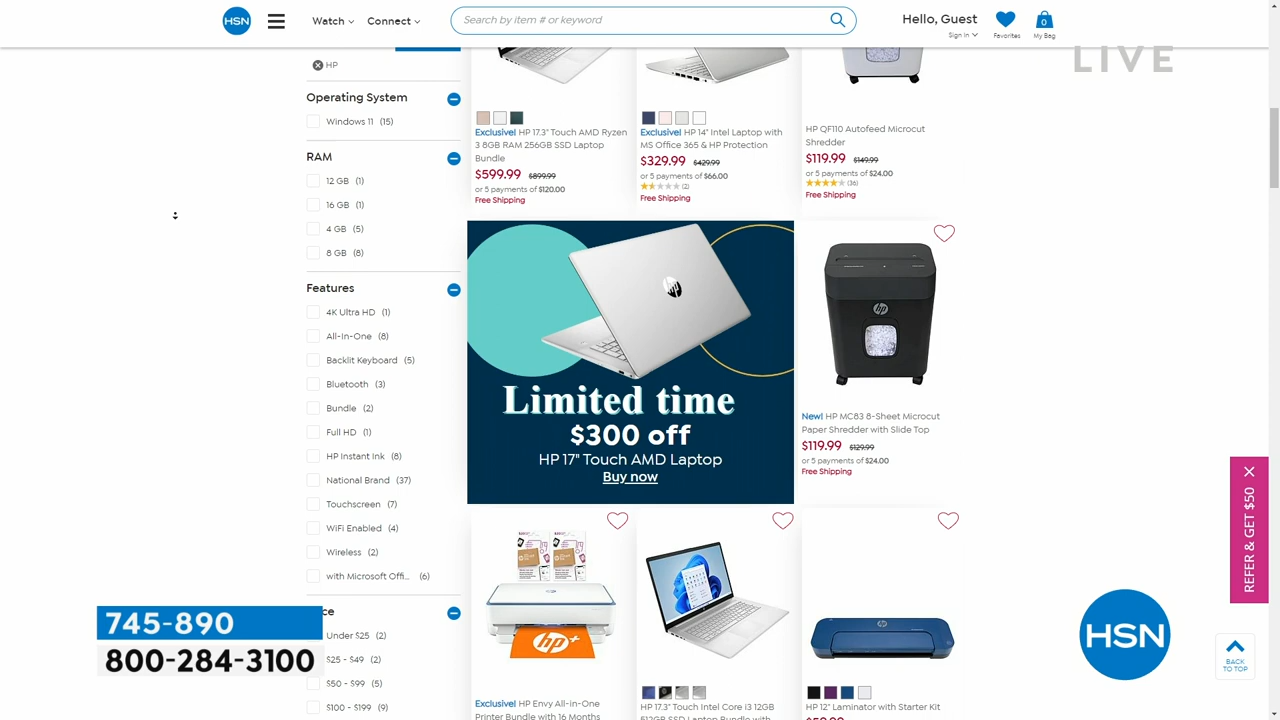 HSN
Watch
Connect
Search by item # or keyword
Hello, Guest
Sign In
Favorites
0
My Bag
LIVE
HP
Operating System
Windows 11 (15)
RAM
12 GB (1)
16 GB (1)
4 GB (5)
8 GB (8)
Features
4K Ultra HD (1)
All-In-One (8)
Backlit Keyboard (5)
Bluetooth (3)
Bundle (2)
Full HD (1)
HP Instant Ink (8)
National Brand (37)
Touchscreen (7)
WiFi Enabled (4)
Wireless (2)
with Microsoft Offi... (6)
ce
Under $25 (2)
$25 - $49 (2)
$50 - $99 (5)
$100 - $199 (9)
Exclusive! HP 17.3" Touch AMD Ryzen
3 8GB RAM 256GB SSD Laptop
Bundle
$599.99 $899.99
or 5 payments of $120.00
Free Shipping
Exclusive! HP 14" Intel Laptop with
MS Office 365 & HP Protection
$329.99 $429.99
or 5 payments of $66.00
(2)
Free Shipping
HP QF110 Autofeed Microcut
Shredder
$119.99 $149.99
or 5 payments of $24.00
(36)
Free Shipping
hp
Limited time
$300 off
HP 17" Touch AMD Laptop
Buy now
hp
New! HP MC83 8-Sheet Microcut
Paper Shredder with Slide Top
$119.99 $129.99
or 5 payments of $24.00
Free Shipping
hp+
Exclusive! HP Envy All-in-One
Printer Bundle with 16 Months
HP 17.3" Touch Intel Core i3 12GB
512GB SSD Laptop Bundle with
HP 12" Laminator with Starter Kit
REFER & GET $50
745-890
800-284-3100
HSN
BACK
TO TOP